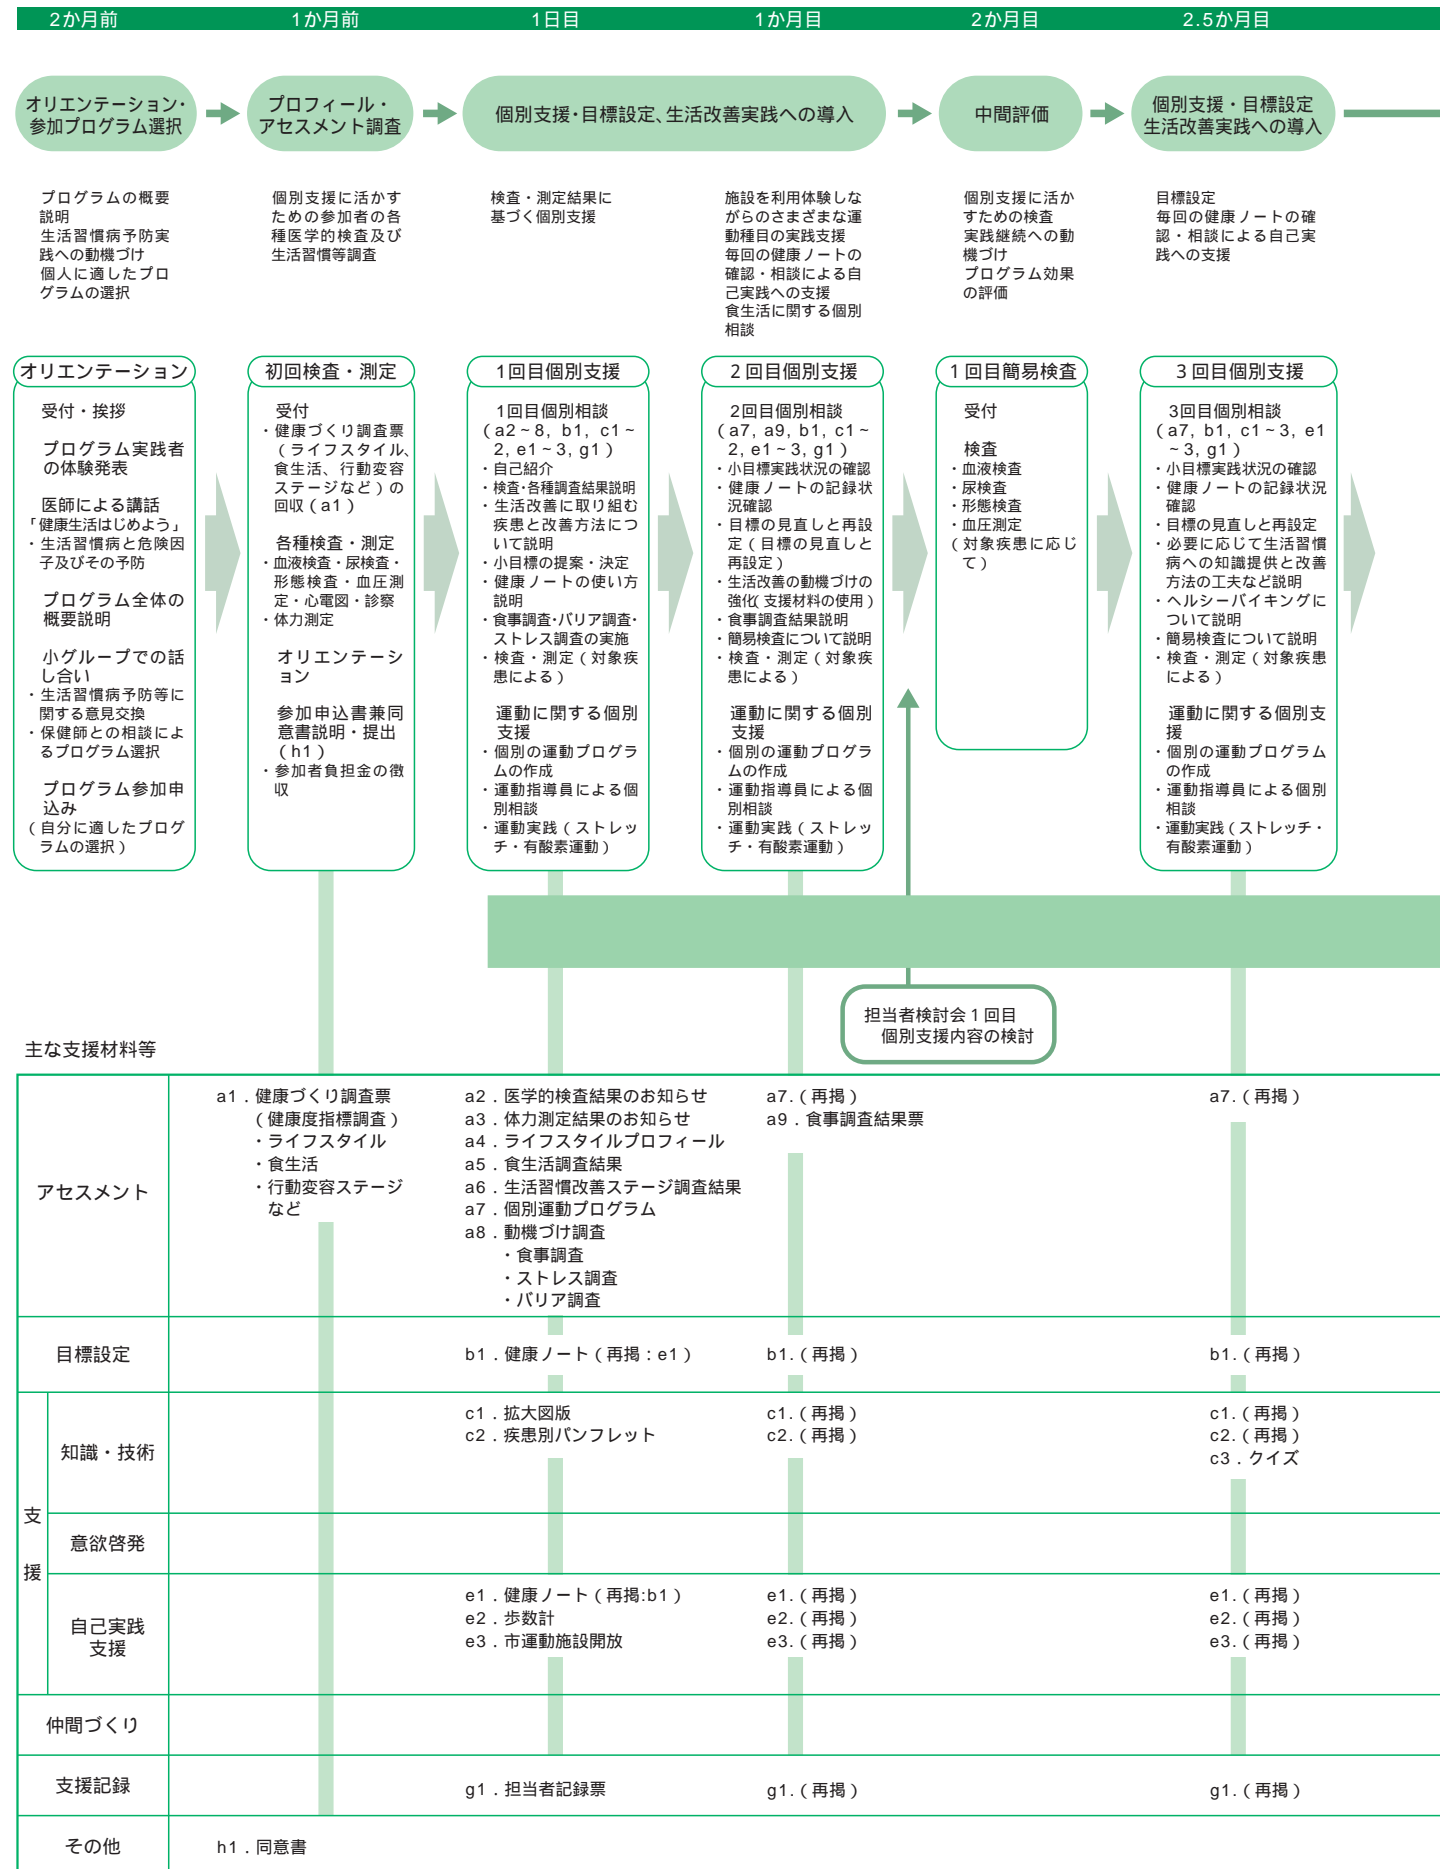 2か月前
1か月前
1日目
1か月目
2か月目
2.5か月目
オリエンテーション・
参加プログラム選択
プロフィール・
アセスメント調査
個別支援・目標設定、生活改善実践への導入
中間評価
個別支援・目標設定
生活改善実践への導入
プログラムの概要
説明
生活習慣病予防実
践への動機づけ
個人に適したプロ
グラムの選択
個別支援に活かす
ための参加者の各
種医学的検査及び
生活習慣等調査
検査・測定結果に
基づく個別支援
施設を利用体験しな
がらのさまざまな運
動種目の実践支援
毎回の健康ノートの
確認・相談による自
己実践への支援
食生活に関する個別
相談
個別支援に活か
すための検査
実践継続への動
機づけ
プログラム効果
の評価
目標設定
毎回の健康ノートの確
認・相談による自己実
践への支援
オリエンテーション
受付・挨拶
プログラム実践者
の体験発表
医師による講話
「健康生活はじめよう」
・生活習慣病と危険因
子及びその予防
プログラム全体の
概要説明
小グループでの話
し合い
・生活習慣病予防等に
関する意見交換
・保健師との相談によ
るプログラム選択
プログラム参加申
込み
（自分に適したプログ
ラムの選択）
初回検査・測定
受付
・健康づくり調査票
（ライフスタイル、
食生活、行動変容
ステージなど）の
回収（a1）
各種検査・測定
・血液検査・尿検査・
形態検査・血圧測
定・心電図・診察
・体力測定
オリエンテーシ
ョン
参加申込書兼同
意書説明・提出
（h1）
・参加者負担金の徴
収
1回目個別支援
1回目個別相談
（a2～8, b1, c1～
2, e1～3, g1）
・自己紹介
・検査・各種調査結果説明
・生活改善に取り組む
疾患と改善方法につ
いて説明
・小目標の提案・決定
・健康ノートの使い方
説明
・食事調査・バリア調査・
ストレス調査の実施
・検査・測定（対象疾
患による）
運動に関する個別
支援
・個別の運動プログラ
ムの作成
・運動指導員による個
別相談
・運動実践（ストレッ
チ・有酸素運動）
2回目個別支援
2回目個別相談
（a7, a9, b1, c1～
2, e1～3, g1）
・小目標実践状況の確認
・健康ノートの記録状
況確認
・目標の見直しと再設
定（目標の見直しと
再設定）
・生活改善の動機づけの
強化（支援材料の使用）
・食事調査結果説明
・簡易検査について説明
・検査・測定（対象疾
患による）
運動に関する個別
支援
・個別の運動プログラ
ムの作成
・運動指導員による個
別相談
・運動実践（ストレッ
チ・有酸素運動）
1回目簡易検査
受付
検査
・血液検査
・尿検査
・形態検査
・血圧測定
（対象疾患に応じ
て）
3回目個別支援
3回目個別相談
（a7, b1, c1～3, e1
～3, g1）
・小目標実践状況の確認
・健康ノートの記録状況
確認
・目標の見直しと再設定
・必要に応じて生活習慣
病への知識提供と改善
方法の工夫など説明
・ヘルシーバイキングに
ついて説明
・簡易検査について説明
・検査・測定（対象疾患
による）
運動に関する個別支
援
・個別の運動プログラム
の作成
・運動指導員による個別
相談
・運動実践（ストレッチ・
有酸素運動）
担当者検討会1回目
個別支援内容の検討
主な支援材料等
アセスメント
a1．健康づくり調査票
（健康度指標調査）
・ライフスタイル
・食生活
・行動変容ステージ
など
a2．医学的検査結果のお知らせ
a3．体力測定結果のお知らせ
a4．ライフスタイルプロフィール
a5．食生活調査結果
a6．生活習慣改善ステージ調査結果
a7．個別運動プログラム
a8．動機づけ調査
・食事調査
・ストレス調査
・バリア調査
a7.（再掲）
a9．食事調査結果票
a7.（再掲）
目標設定
b1．健康ノート（再掲：e1）
b1.（再掲）
b1.（再掲）
支援
知識・技術
c1．拡大図版
c2．疾患別パンフレット
c1.（再掲）
c2.（再掲）
c1.（再掲）
c2.（再掲）
c3．クイズ
意欲啓発
自己実践
支援
e1．健康ノート（再掲:b1）
e2．歩数計
e3．市運動施設開放
e1.（再掲）
e2.（再掲）
e3.（再掲）
e1.（再掲）
e2.（再掲）
e3.（再掲）
仲間づくり
支援記録
g1．担当者記録票
g1.（再掲）
g1.（再掲）
その他
h1．同意書